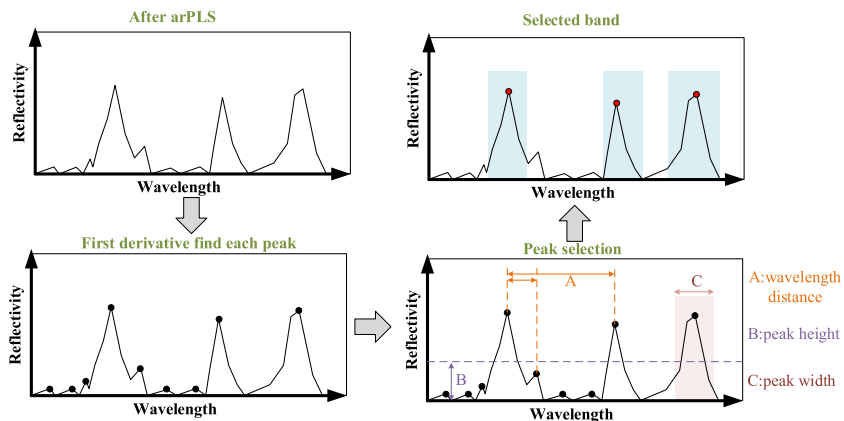 After arPLS
Reflectivity
Wavelength
First derivative find each peak
Reflectivity
Wavelength
Peak selection
Reflectivity
A
B
C
Wavelength
A:wavelength
distance
B:peak height
C:peak width
Selected band
Reflectivity
Wavelength